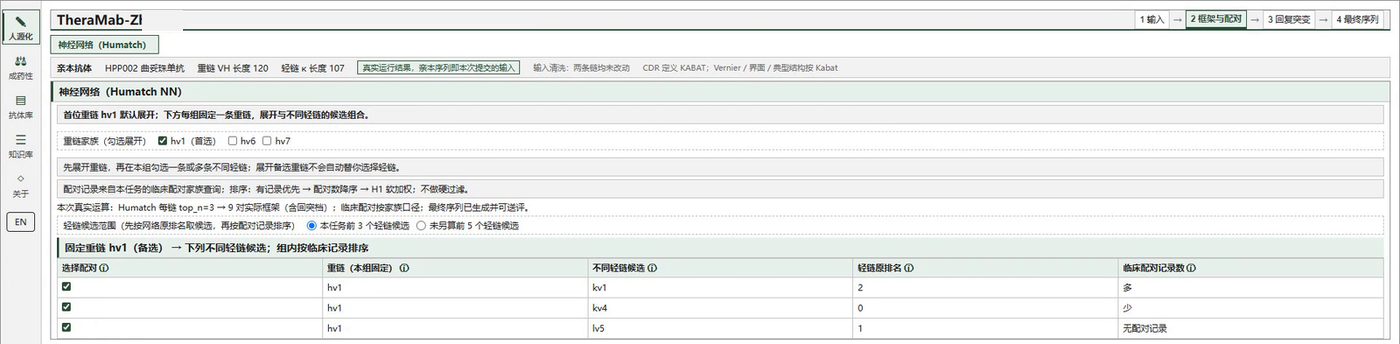 TheraMab-Zh
1 输入 → 2 框架与配对 → 3 回复突变 → 4 最终序列
人源化
成药性
抗体库
知识库
关于
EN
神经网络（Humatch）
亲本抗体 HPP002 曲妥珠单抗 重链 VH 长度 120 轻链 κ 长度 107 真实运行结果，亲本序列即本次提交的输入 输入清洗：两条链均未改动 CDR 定义 KABAT；Vernier / 界面 / 典型结构按 Kabat
神经网络（Humatch NN）
首位重链 hv1 默认展开；下方每组固定一条重链，展开与不同轻链的候选组合。
重链家族（勾选展开） hv1（首选） hv6 hv7
先展开重链，再在本组勾选一条或多条不同轻链；展开备选重链不会自动替你选择轻链。
配对记录来自本任务的临床配对家族查询；排序：有记录优先 → 配对数降序 → H1 软加权；不做硬过滤。
本次真实运算：Humatch 每链 top_n=3 → 9 对实际框架（含回突档）；临床配对按家族口径；最终序列已生成并可送评。
轻链候选范围（先按网络原排名取候选，再按配对记录排序） 本任务前 3 个轻链候选 未另算前 5 个轻链候选
固定重链 hv1（备选） → 下列不同轻链候选；组内按临床记录排序
选择配对 重链（本组固定） 不同轻链候选 轻链原排名 临床配对记录数
hv1 kv1 2 多
hv1 kv4 0 少
hv1 lv5 1 无配对记录